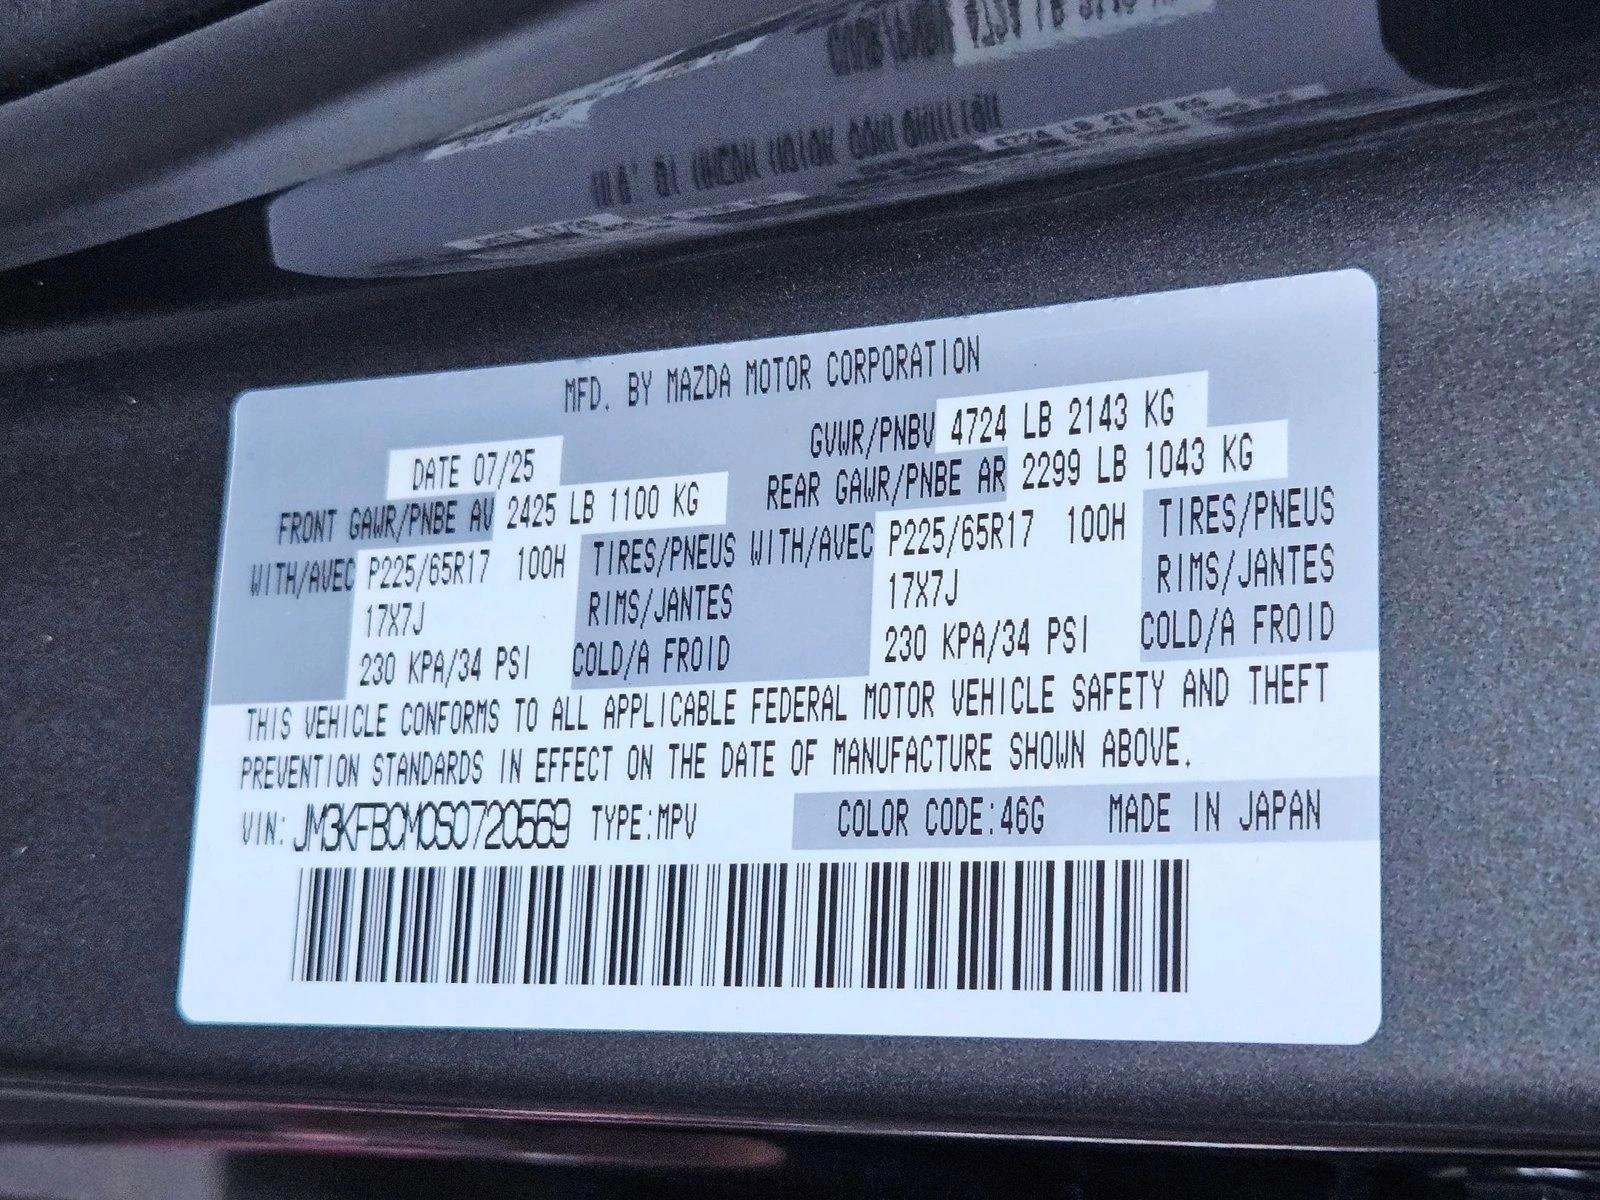 MFD. BY MAZDA MOTOR CORPORATION
DATE 07/25 GVWR/PNBV 4724 LB 2143 KG
FRONT GAWR/PNBE AV 2425 LB 1100 KG REAR GAWR/PNBE AR 2299 LB 1043 KG
WITH/AVEC P225/65R17 100H TIRES/PNEUS WITH/AVEC P225/65R17 100H TIRES/PNEUS
17X7J RIMS/JANTES 17X7J RIMS/JANTES
230 KPA/34 PSI COLD/A FROID 230 KPA/34 PSI COLD/A FROID
THIS VEHICLE CONFORMS TO ALL APPLICABLE FEDERAL MOTOR VEHICLE SAFETY AND THEFT
PREVENTION STANDARDS IN EFFECT ON THE DATE OF MANUFACTURE SHOWN ABOVE.
VIN: JM3KFBCM0S0720569 TYPE:MPV COLOR CODE:46G MADE IN JAPAN